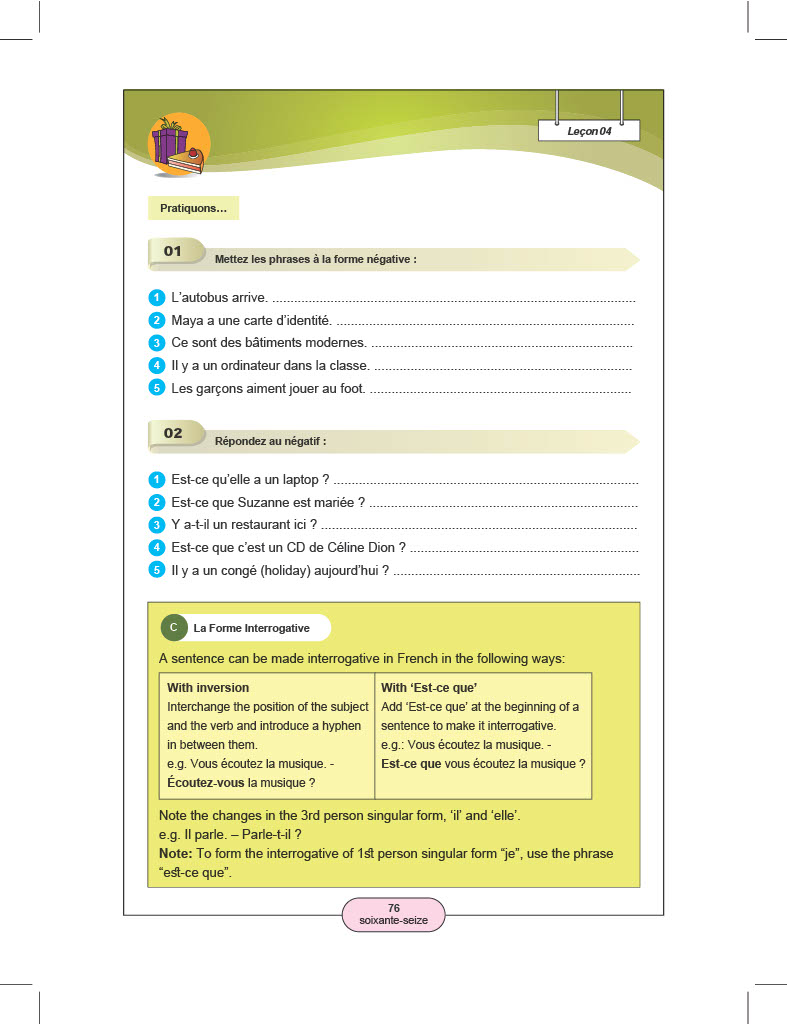 Leçon 04
Pratiquons…
01
Mettez les phrases à la forme négative :
1 L’autobus arrive. ....................................................................................
2 Maya a une carte d’identité. .....................................................................
3 Ce sont des bâtiments modernes. ............................................................
4 Il y a un ordinateur dans la classe. ............................................................
5 Les garçons aiment jouer au foot. .............................................................
02
Répondez au négatif :
1 Est-ce qu’elle a un laptop ? ......................................................................
2 Est-ce que Suzanne est mariée ? ..............................................................
3 Y a-t-il un restaurant ici ? .........................................................................
4 Est-ce que c’est un CD de Céline Dion ? .....................................................
5 Il y a un congé (holiday) aujourd’hui ? .........................................................
C La Forme Interrogative
A sentence can be made interrogative in French in the following ways:
With inversion
Interchange the position of the subject
and the verb and introduce a hyphen
in between them.
e.g. Vous écoutez la musique. -
Écoutez-vous la musique ?
With ‘Est-ce que’
Add ‘Est-ce que’ at the beginning of a
sentence to make it interrogative.
e.g.: Vous écoutez la musique. -
Est-ce que vous écoutez la musique ?
Note the changes in the 3rd person singular form, ‘il’ and ‘elle’.
e.g. Il parle. – Parle-t-il ?
Note: To form the interrogative of 1st person singular form “je”, use the phrase
“est-ce que”.
76
soixante-seize